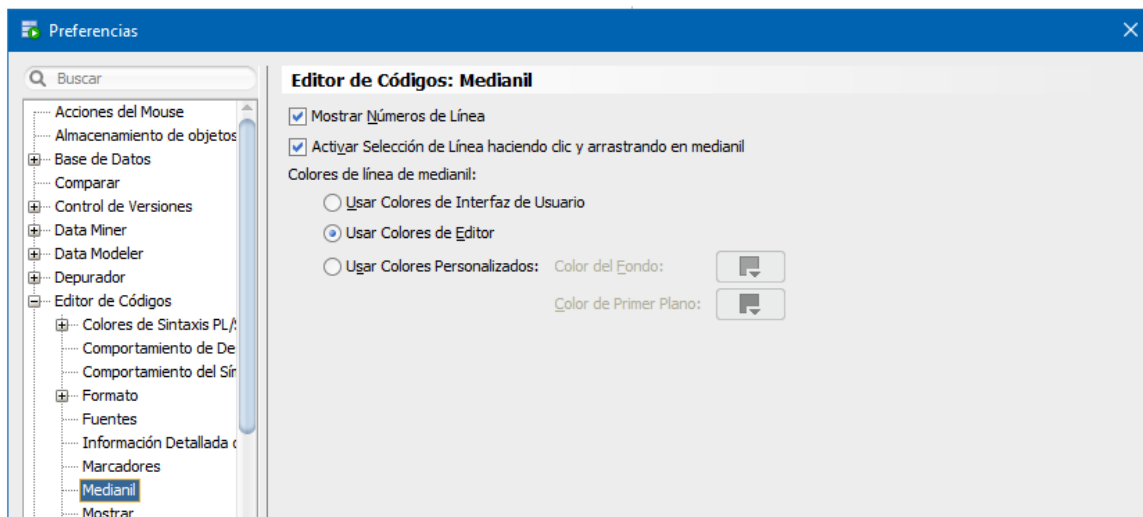 Preferencias
Buscar
Acciones del Mouse
Almacenamiento de objetos
Base de Datos
Comparar
Control de Versiones
Data Miner
Data Modeler
Depurador
Editor de Códigos
Colores de Sintaxis PL/
Comportamiento de De
Comportamiento del Sín
Formato
Fuentes
Información Detallada
Marcadores
Medianil
Mostrar
Editor de Códigos: Medianil
Mostrar Números de Línea
Activar Selección de Línea haciendo clic y arrastrando en medianil
Colores de línea de medianil:
Usar Colores de Interfaz de Usuario
Usar Colores de Editor
Usar Colores Personalizados: Color del Fondo:
Color de Primer Plano: